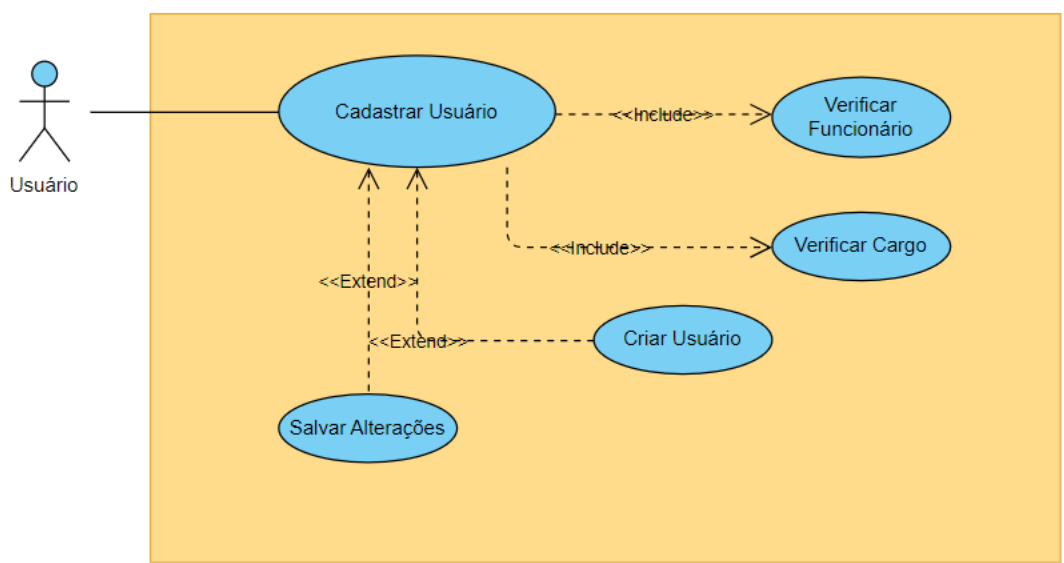 Usuário
Cadastrar Usuário
<<Include>>
Verificar
Funcionário
<<Include>>
Verificar Cargo
<<Extend>>
<<Extend>>
Criar Usuário
Salvar Alterações